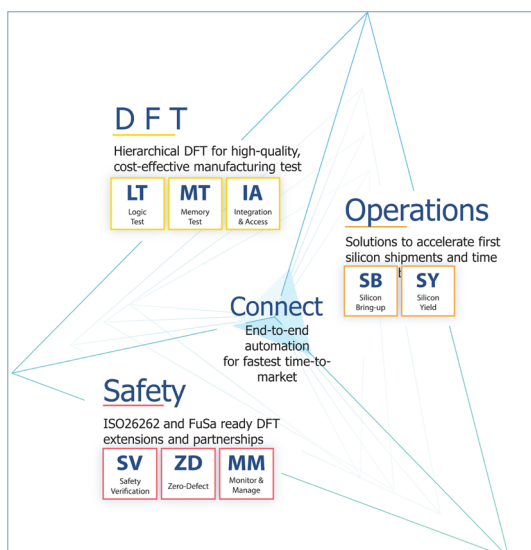 D F T
Hierarchical DFT for high-quality,
cost-effective manufacturing test
LT
Logic
Test
MT
Memory
Test
IA
Integration
& Access
Operations
Solutions to accelerate first
silicon shipments and time
SB
Silicon
Bring-up
SY
Silicon
Yield
Connect
End-to-end
automation
for fastest time-to-
market
Safety
ISO26262 and FuSa ready DFT
extensions and partnerships
SV
Safety
Verification
ZD
Zero-Defect
MM
Monitor &
Manage